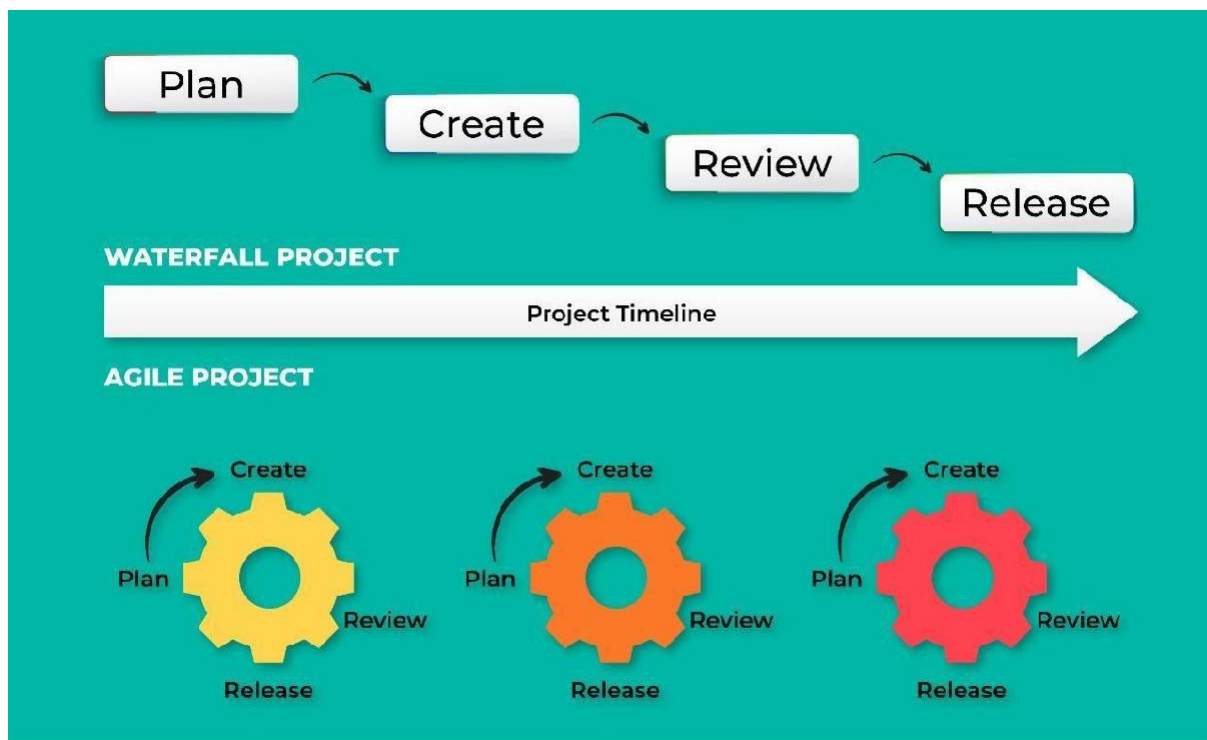 Plan
Create
Review
Release
WATERFALL PROJECT
Project Timeline
AGILE PROJECT
Create
Plan
Review
Release
Create
Plan
Review
Release
Create
Plan
Review
Release